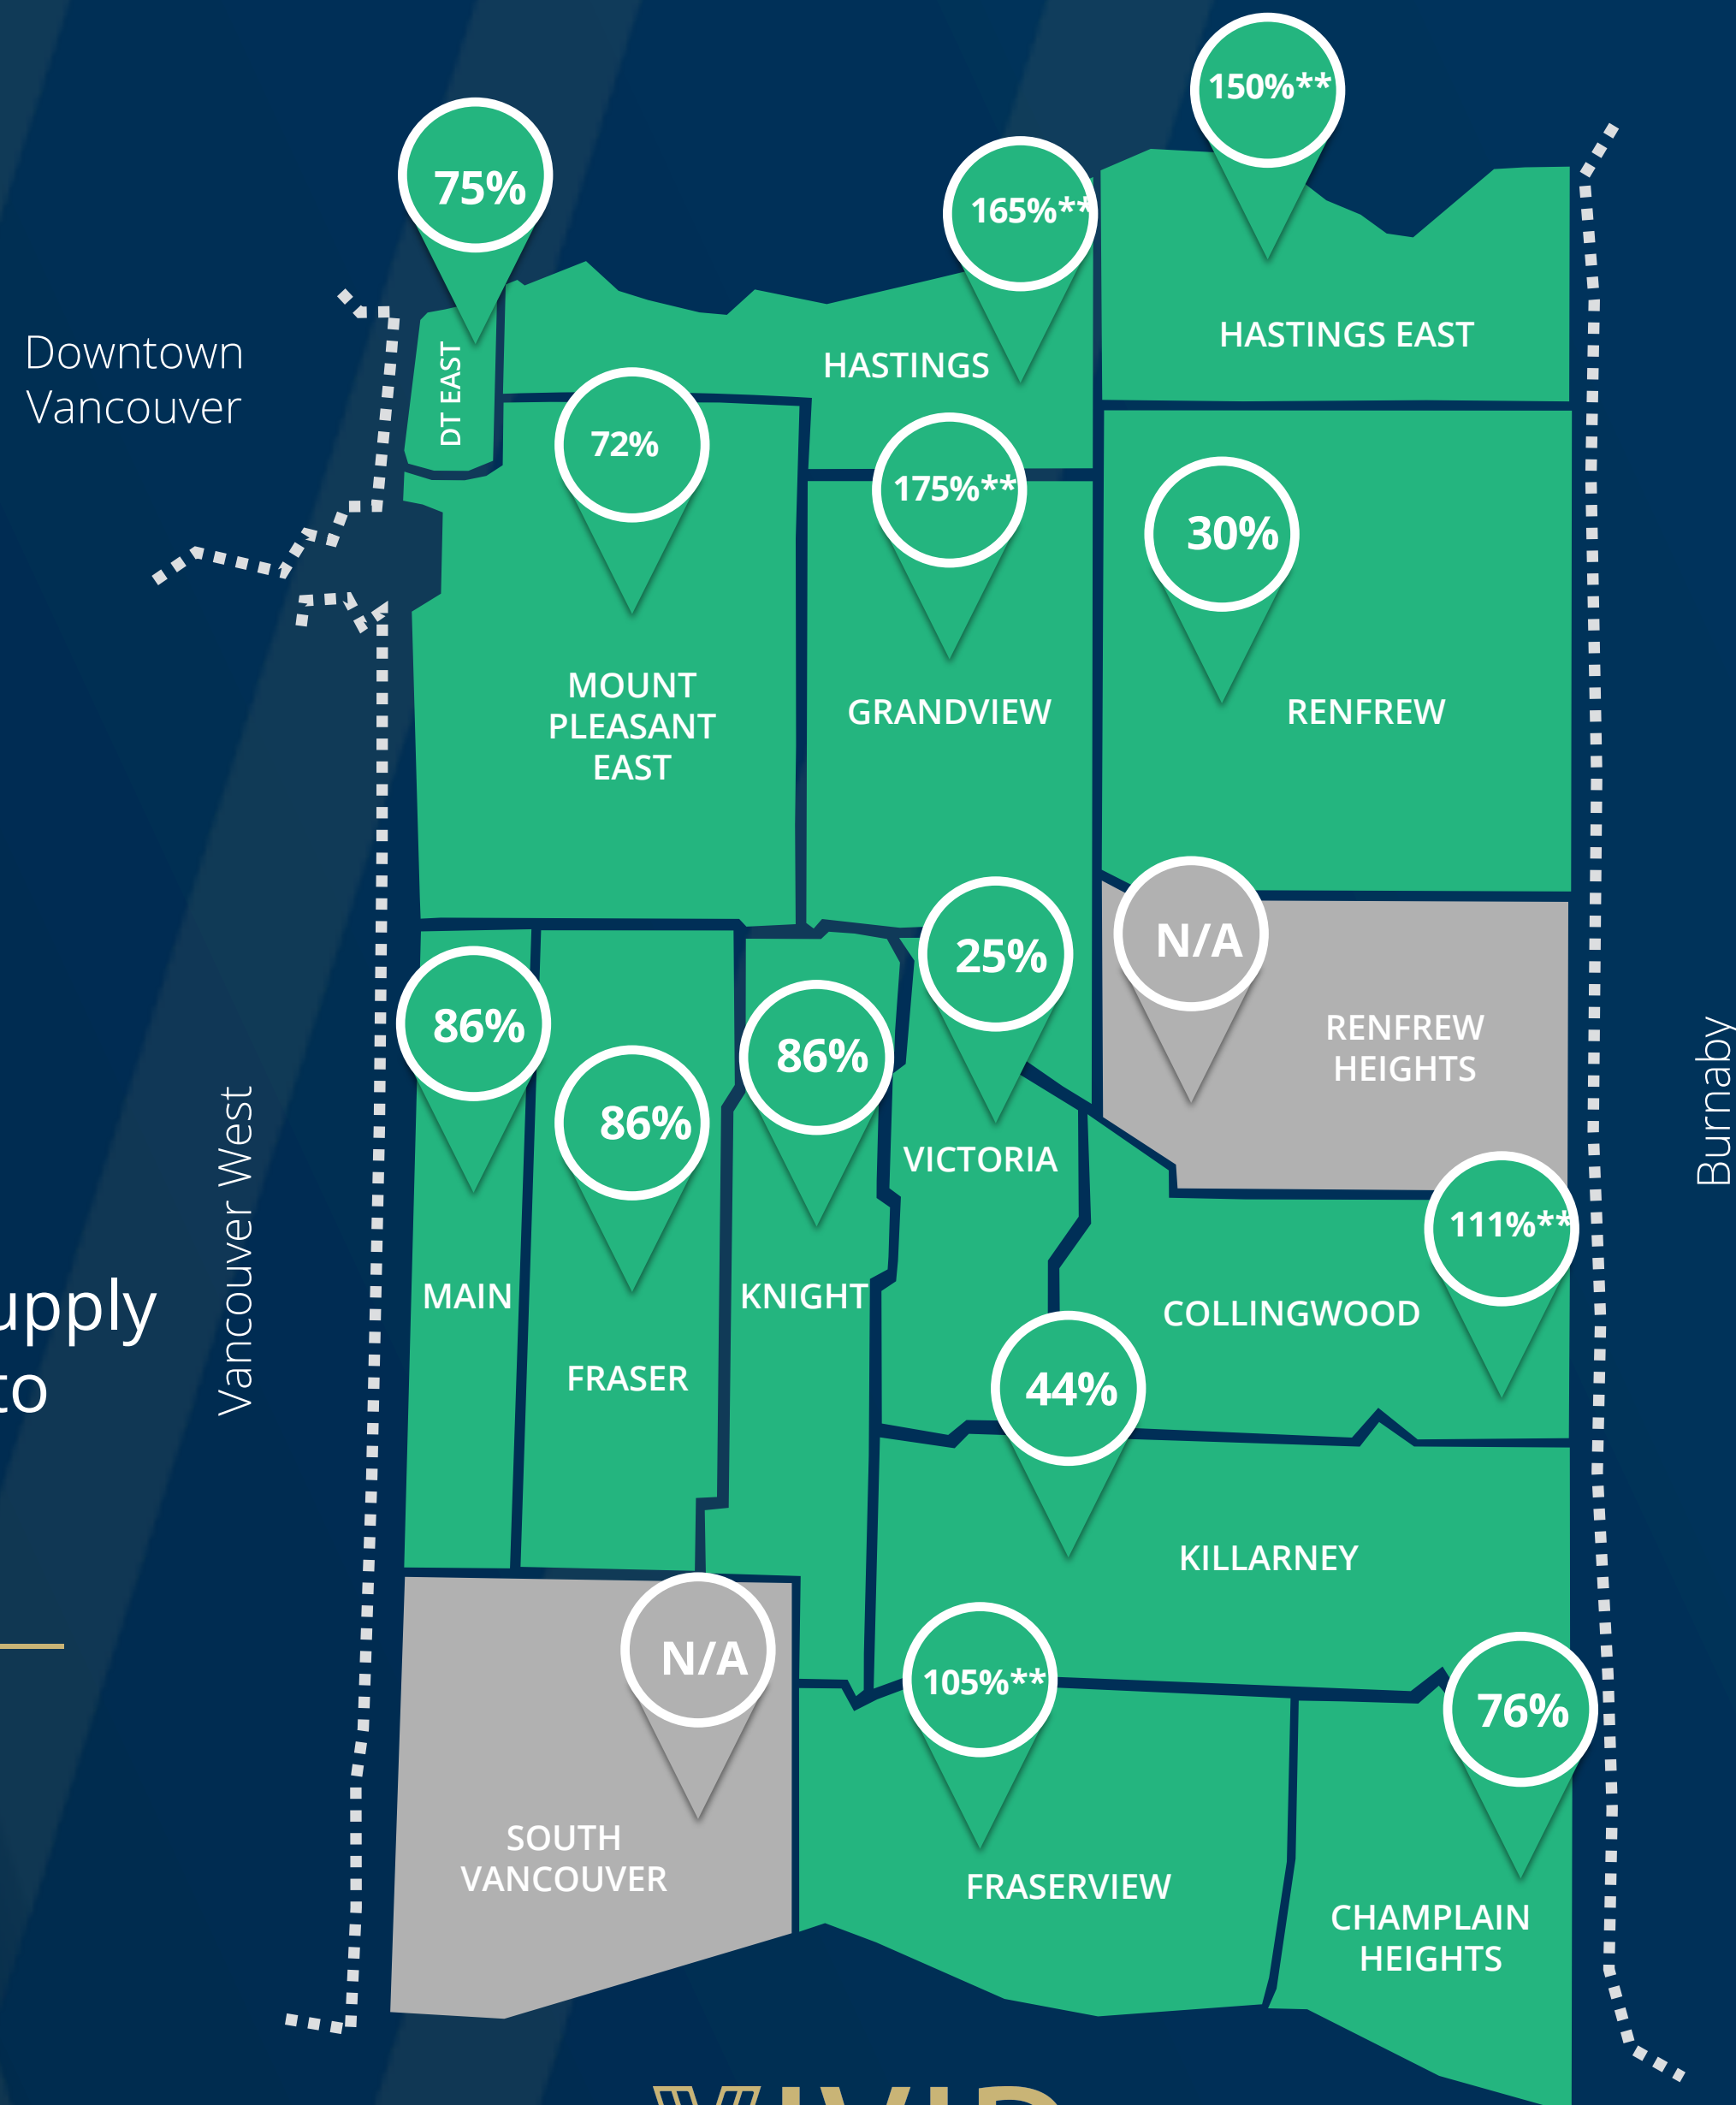 150%**
75%
165%**
HASTINGS EAST
Downtown
Vancouver
DT EAST
HASTINGS
72%
175%**
30%
MOUNT
PLEASANT
EAST
GRANDVIEW
RENFREW
N/A
25%
86%
86%
86%
RENFREW
HEIGHTS
Vancouver West
Burnaby
VICTORIA
111%**
MAIN
KNIGHT
COLLINGWOOD
upply
to
FRASER
44%
KILLARNEY
N/A
105%**
76%
SOUTH
VANCOUVER
FRASERVIEW
CHAMPLAIN
HEIGHTS